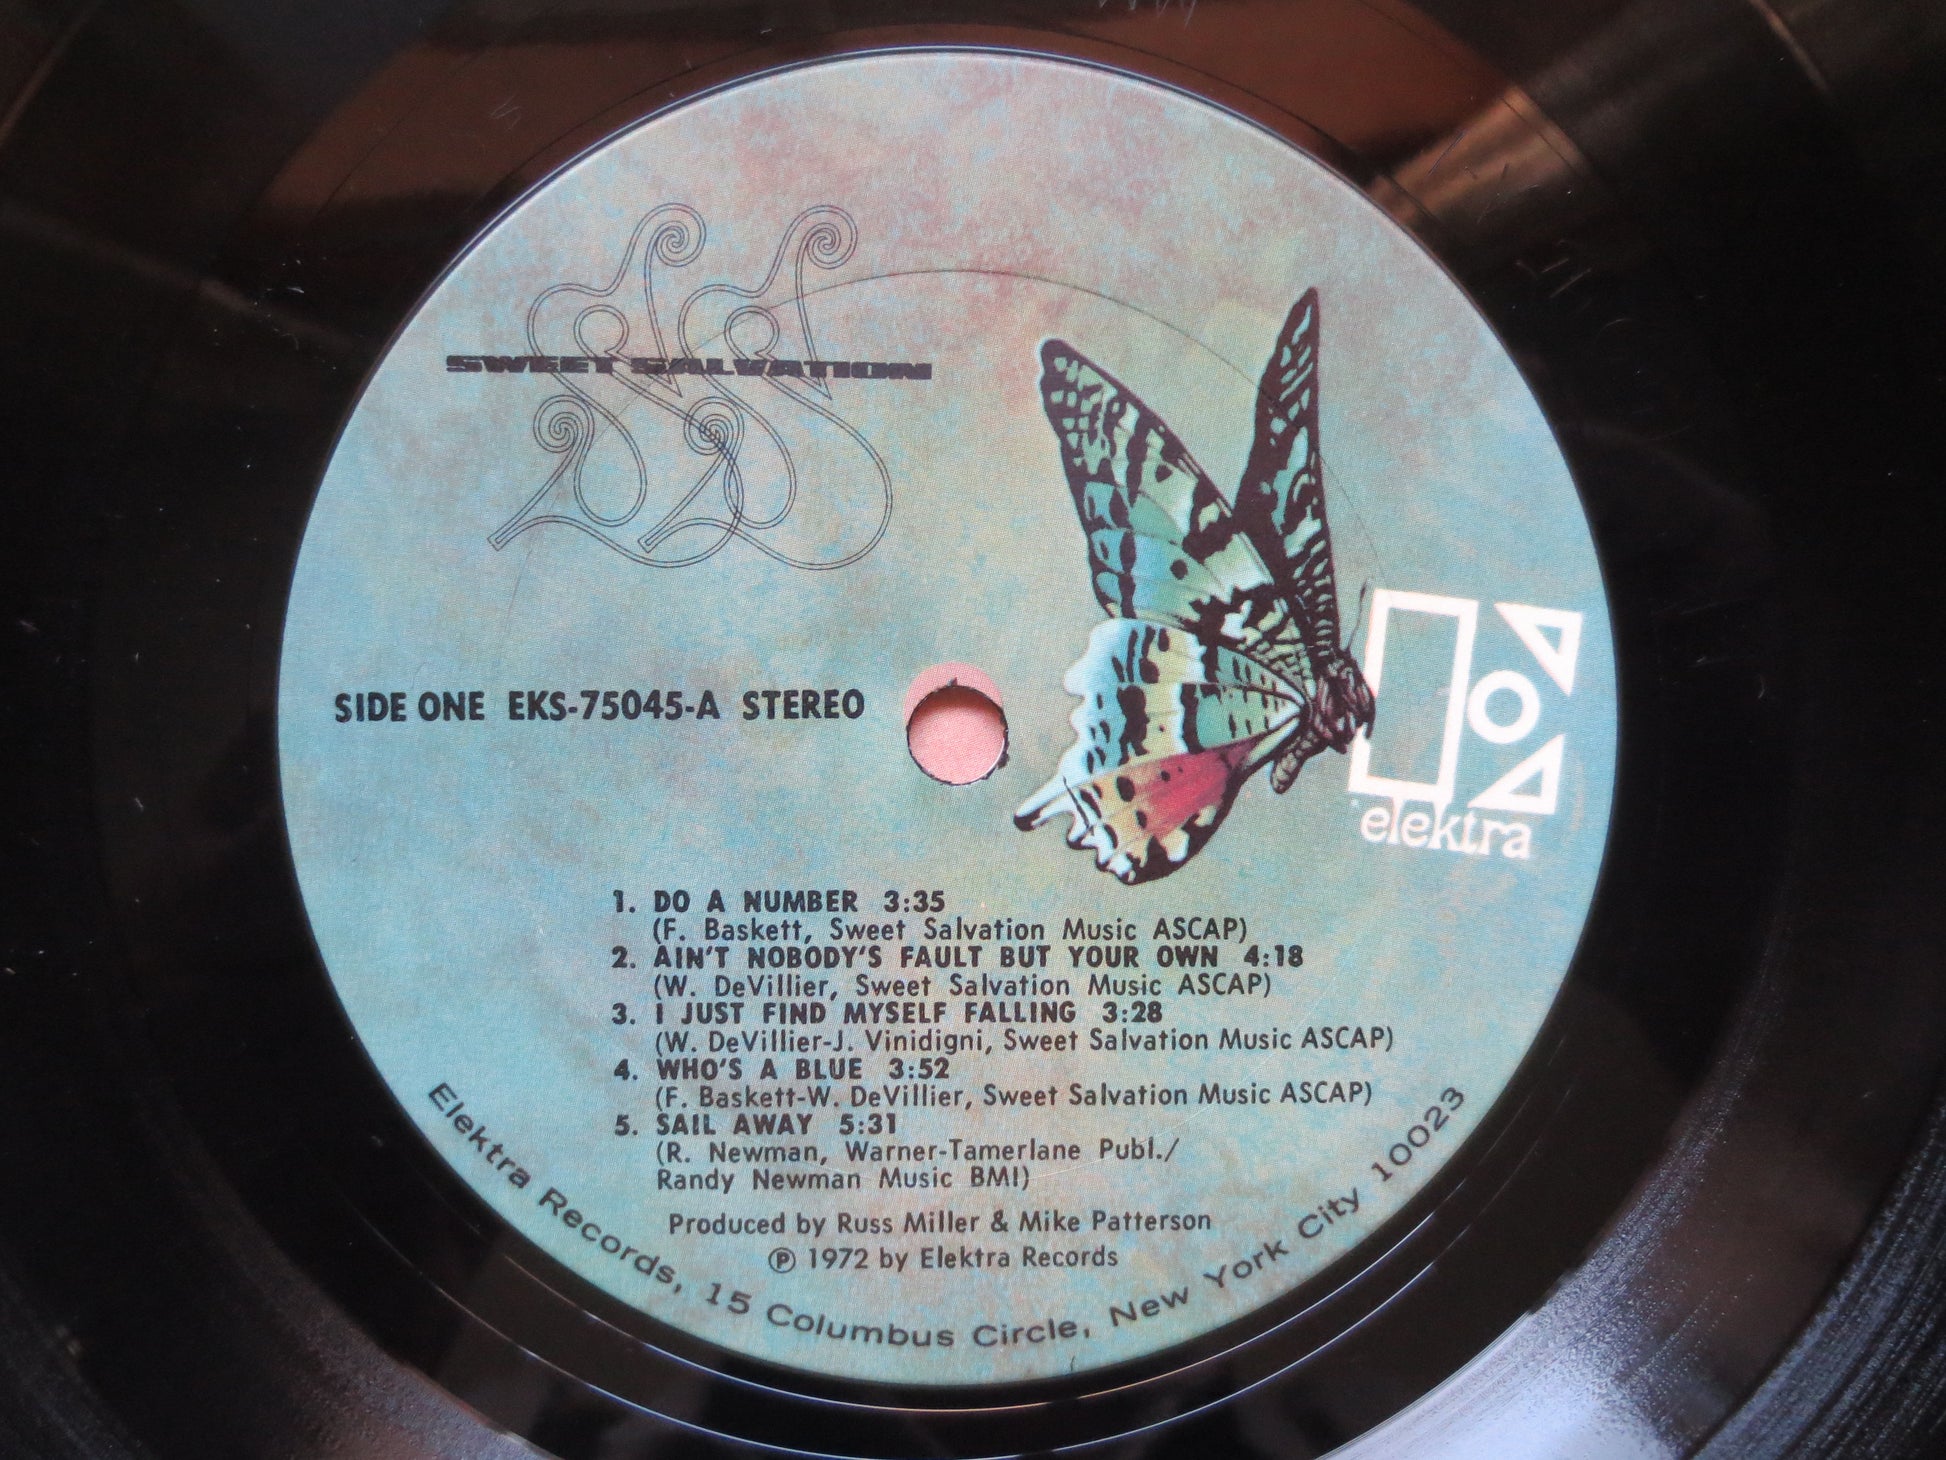 SWEET SALVATION
SIDE ONE EKS-75045-A STEREO
elektra
1. DO A NUMBER 3:35
(F. Baskett, Sweet Salvation Music ASCAP)
2. AIN'T NOBODY'S FAULT BUT YOUR OWN 4:18
(W. DeVillier, Sweet Salvation Music ASCAP)
3. I JUST FIND MYSELF FALLING 3:28
(W. DeVillier-J. Vinidigni, Sweet Salvation Music ASCAP)
4. WHO'S A BLUE 3:52
(F. Baskett-W. DeVillier, Sweet Salvation Music ASCAP)
5. SAIL AWAY 5:31
(R. Newman, Warner-Tamerlane Publ./
Randy Newman Music BMI)
Produced by Russ Miller & Mike Patterson
℗ 1972 by Elektra Records
Elektra Records, 15 Columbus Circle, New York City 10023